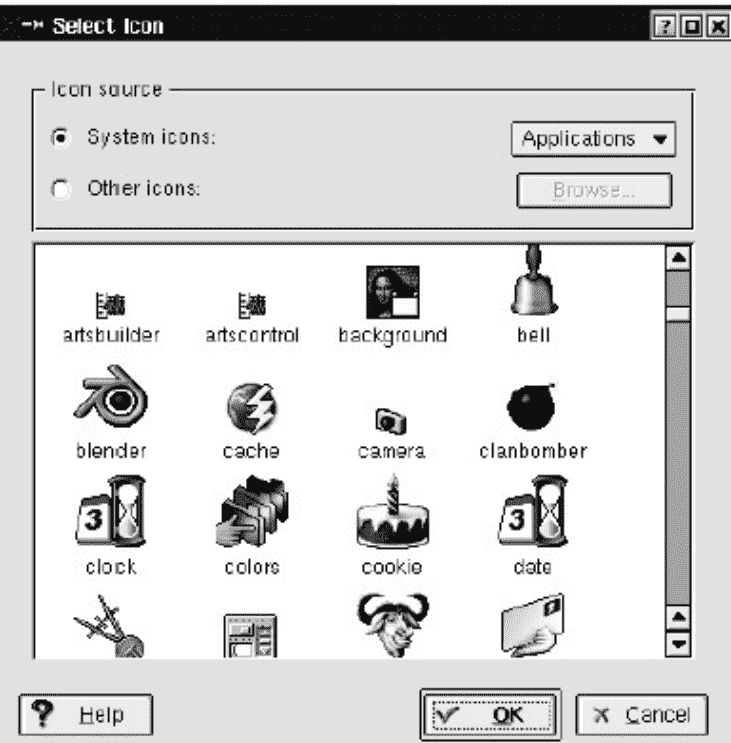 Select Icon
Icon source
System icons:
Applications
Other icons:
Browse...
artsbuilder artscontrol background bell
blender cache camera clanbomber
3 3
clock colors cookie date
Help OK Cancel